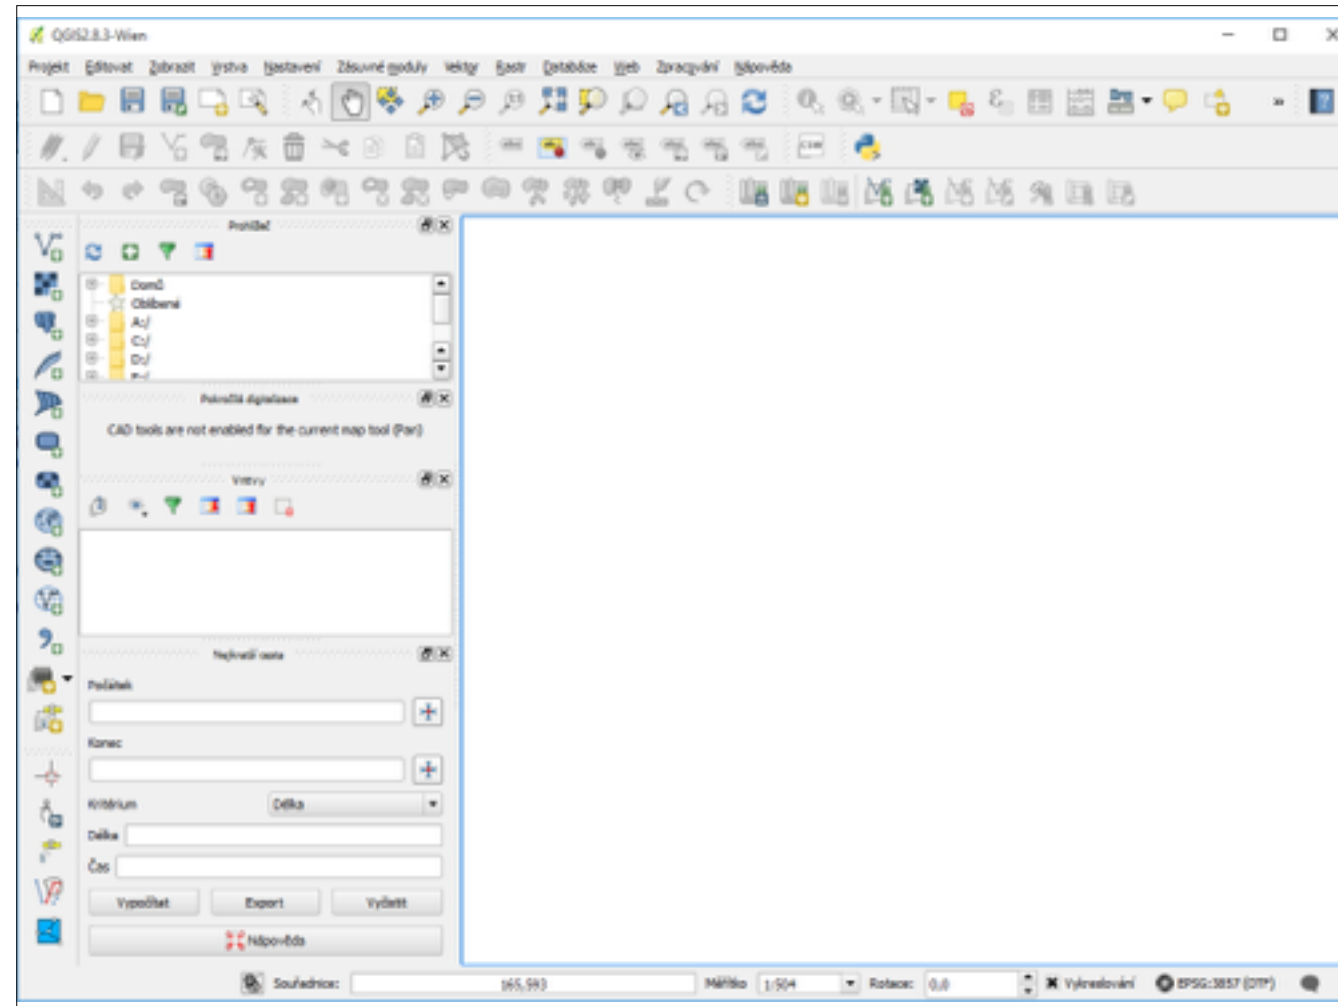 QGIS2.8.3-Wien
Projekt Editovat Zobrazit Vrstva Nastavení Zásuvné moduly Vektor Rastr Databáze Web Zpracování Nápověda
CSW
Prohlížeč
Domů
Oblíbené
A:/
C:/
D:/
Pokročilá digitalizace
CAD tools are not enabled for the current map tool (Pan)
Vrstvy
Nejkratší cesta
Počátek
Konec
Kritérium Délka
Délka
Čas
Vypočítat Export Vyčistit
Nápověda
Souřadnice: 165,593 Měřítko 1:504 Rotace: 0,0 Vykreslování EPSG:3857 (OTF)